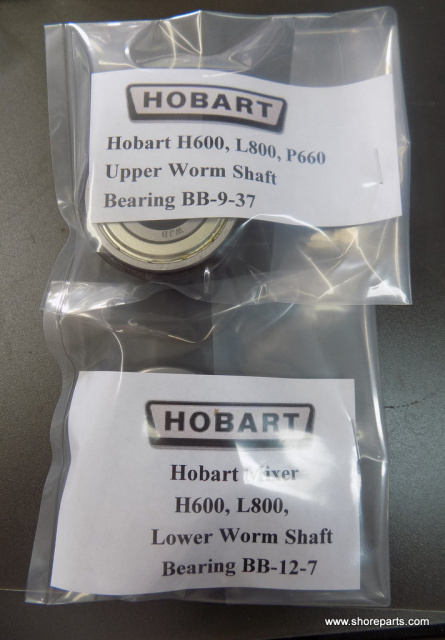 HOBART
Hobart H600, L800, P660
Upper Worm Shaft
Bearing BB-9-37
WJB
HOBART
Hobart Mixer
H600, L800,
Lower Worm Shaft
Bearing BB-12-7
www.shoreparts.com